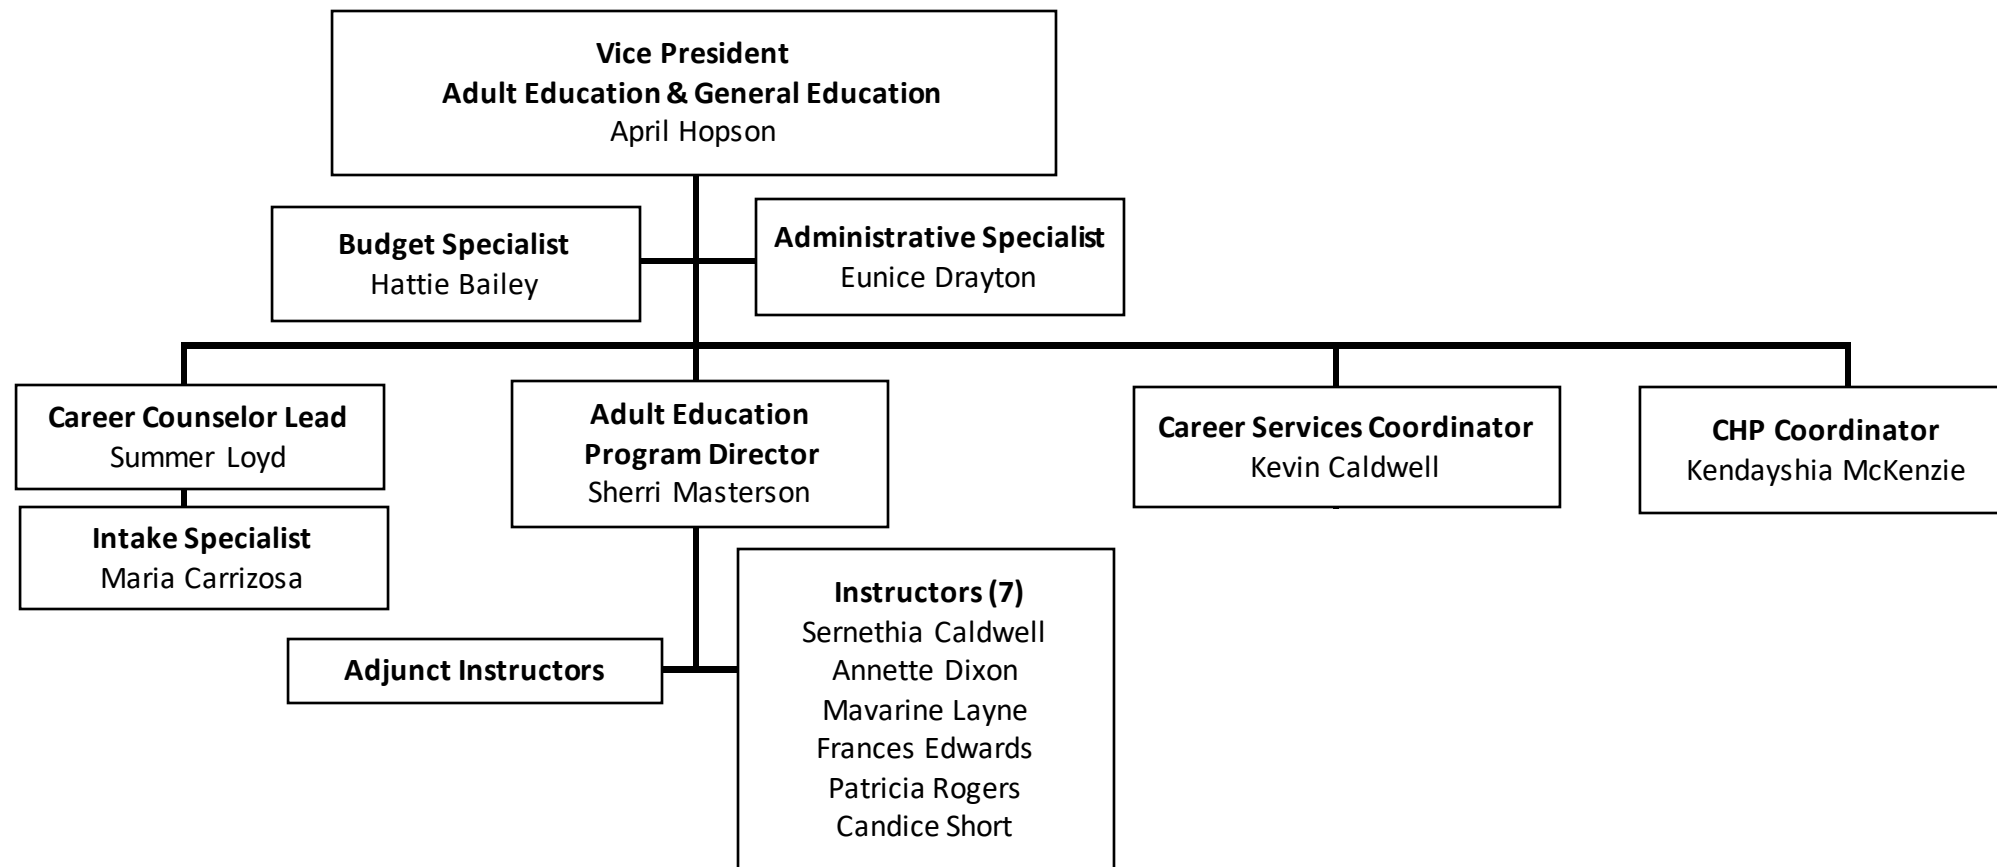 Vice President
Adult Education & General Education
April Hopson
Budget Specialist
Hattie Bailey
Administrative Specialist
Eunice Drayton
Career Counselor Lead
Summer Loyd
Adult Education
Program Director
Sherri Masterson
Career Services Coordinator
Kevin Caldwell
CHP Coordinator
Kendayshia McKenzie
Intake Specialist
Maria Carrizosa
Adjunct Instructors
Instructors (7)
Sernethia Caldwell
Annette Dixon
Mavarine Layne
Frances Edwards
Patricia Rogers
Candice Short